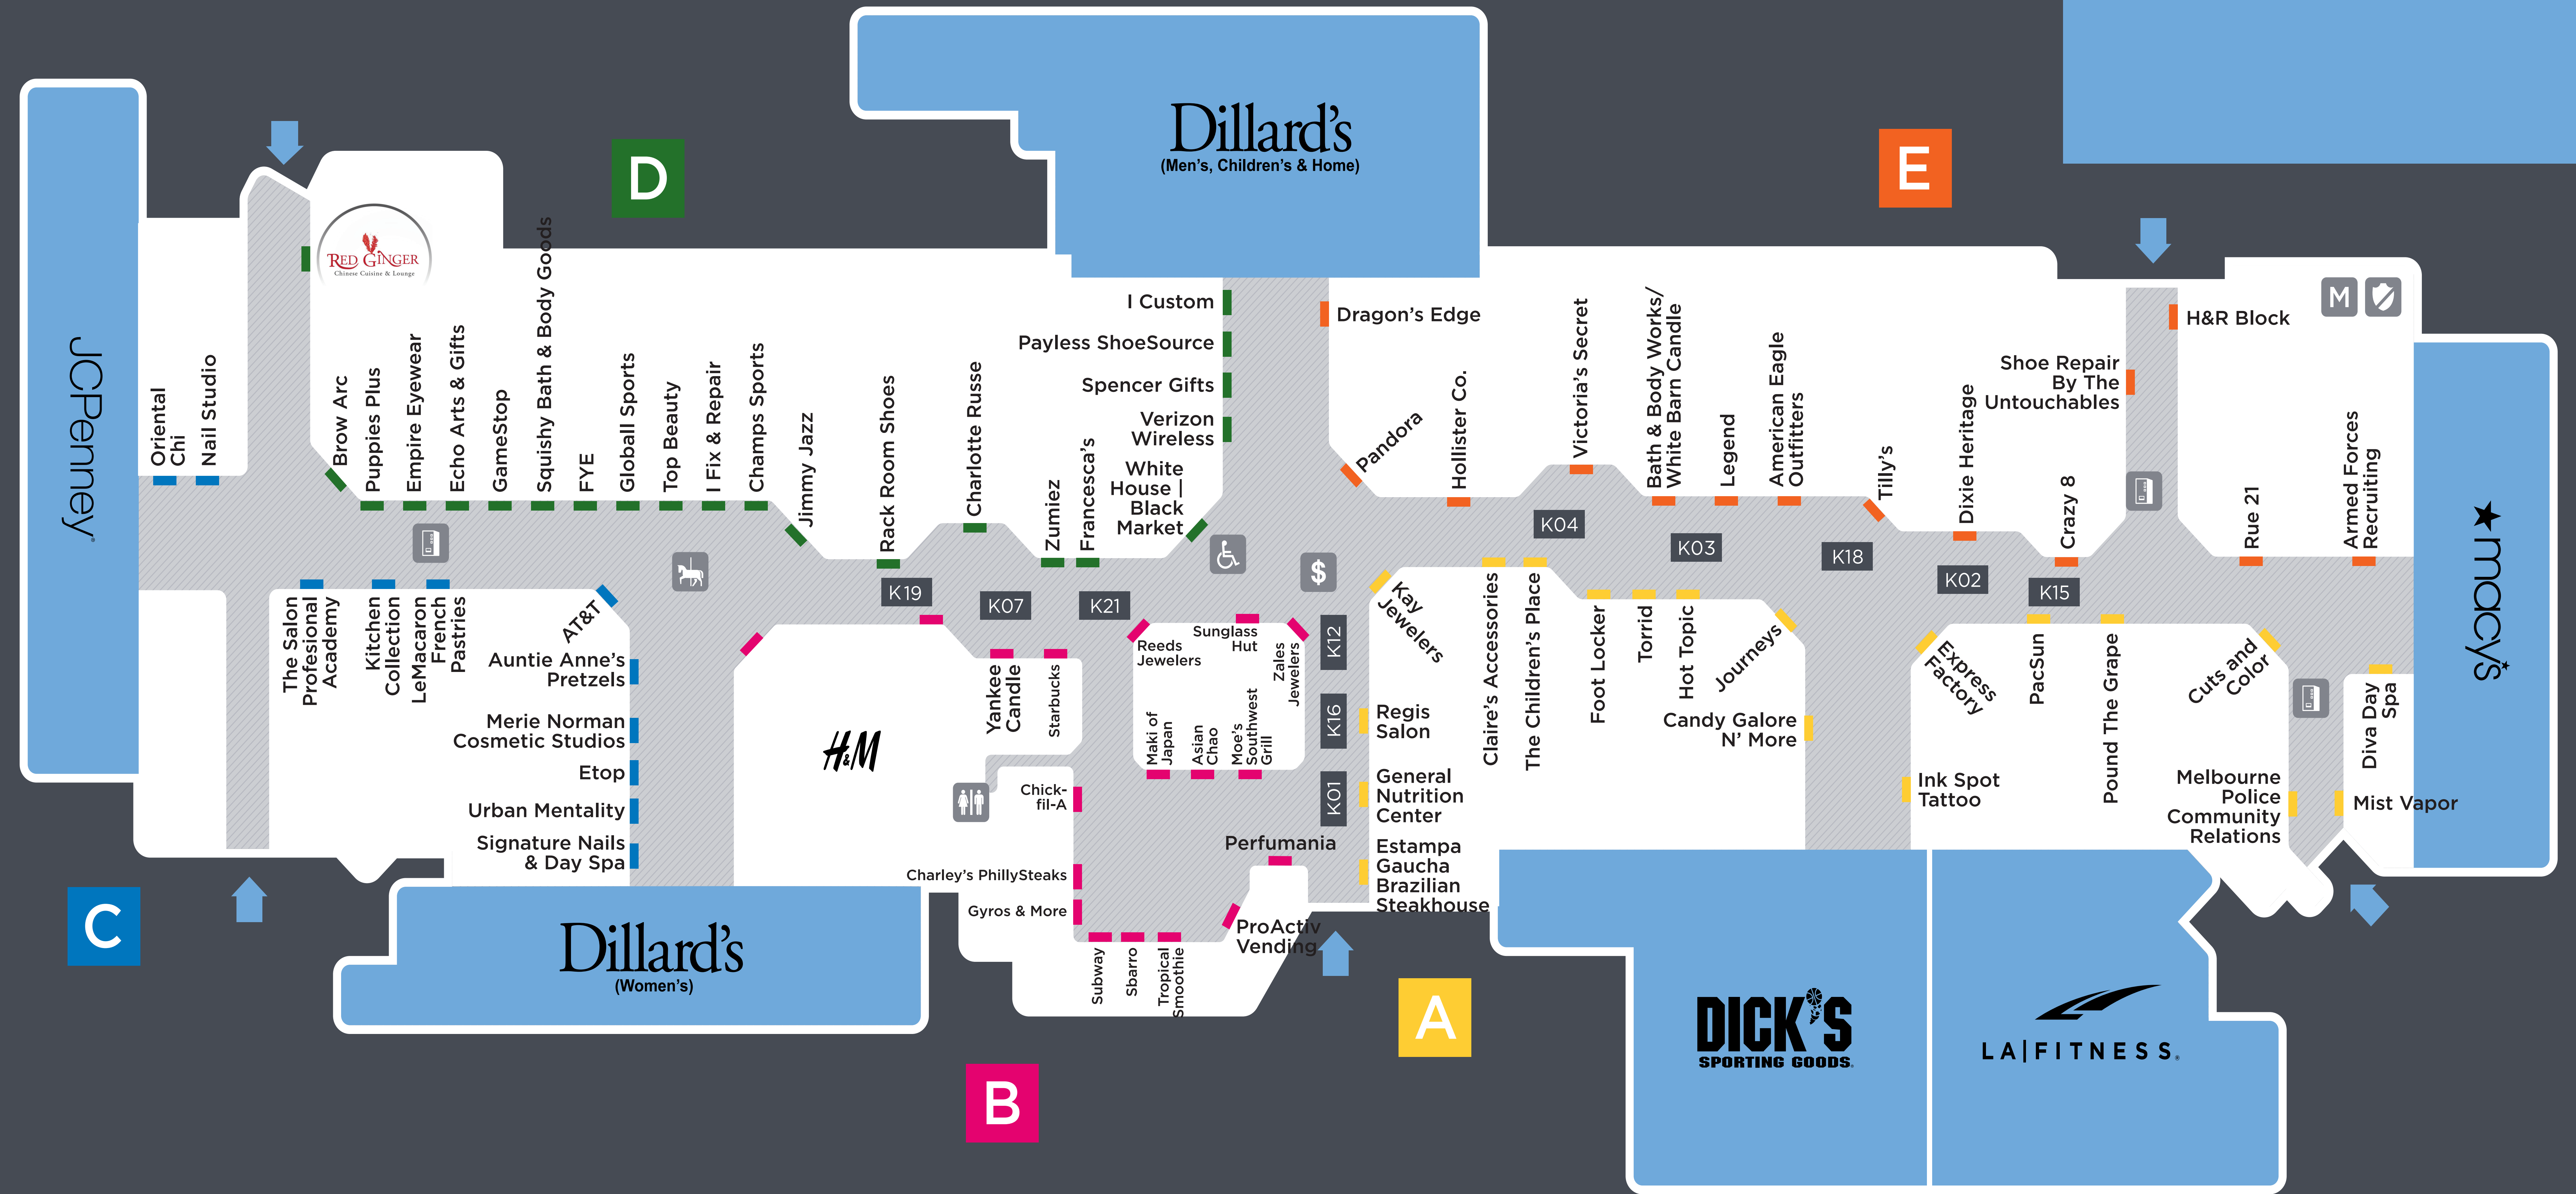 Dillard's
(Men's, Children's & Home)
D
E
RED GINGER
Chinese Cuisine & Lounge
JCPenney
Oriental
Chi
Nail Studio
Brow Arc
Puppies Plus
Empire Eyewear
Echo Arts & Gifts
GameStop
Squishy Bath & Body Goods
FYE
Global Sports
Top Beauty
I Fix & Repair
Champs Sports
Jimmy Jazz
Rack Room Shoes
Charlotte Russe
Zumiez
Francesca's
I Custom
Payless ShoeSource
Spencer Gifts
Verizon
Wireless
White
House |
Black
Market
Dragon's Edge
Pandora
Hollister Co.
Victoria's Secret
Bath & Body Works/
White Barn Candle
Legend
American Eagle
Outfitters
Tilly's
Dixie Heritage
Crazy 8
Shoe Repair
By The
Untouchables
H&R Block
M
Rue 21
Armed Forces
Recruiting
macy's
K19
K07
K21
$
K12
K16
K01
K04
K03
K18
K02
K15
The Salon
Profesional
Academy
Kitchen
Collection
LeMacaron
French
Pastries
AT&T
Auntie Anne's
Pretzels
Merie Norman
Cosmetic Studios
Etop
Urban Mentality
Signature Nails
& Day Spa
H&M
Yankee
Candle
Starbucks
Reeds
Jewelers
Sunglass
Hut
Zales
Jewelers
Maki of
Japan
Asian
Chao
Moe's
Southwest
Grill
Chick-
fil-A
Charley's PhillySteaks
Gyros & More
Subway
Sbarro
Tropical
Smoothie
Perfumania
ProActiv
Vending
Kay
Jewelers
Regis
Salon
General
Nutrition
Center
Estampa
Gaucha
Brazilian
Steakhouse
Claire's Accessories
The Children's Place
Foot Locker
Torrid
Hot Topic
Journeys
Candy Galore
N' More
Express
Factory
Ink Spot
Tattoo
PacSun
Pound The Grape
Cuts and
Color
Melbourne
Police
Community
Relations
Diva Day
Spa
Mist Vapor
C
Dillard's
(Women's)
B
A
DICK'S
SPORTING GOODS.
LA|FITNESS.